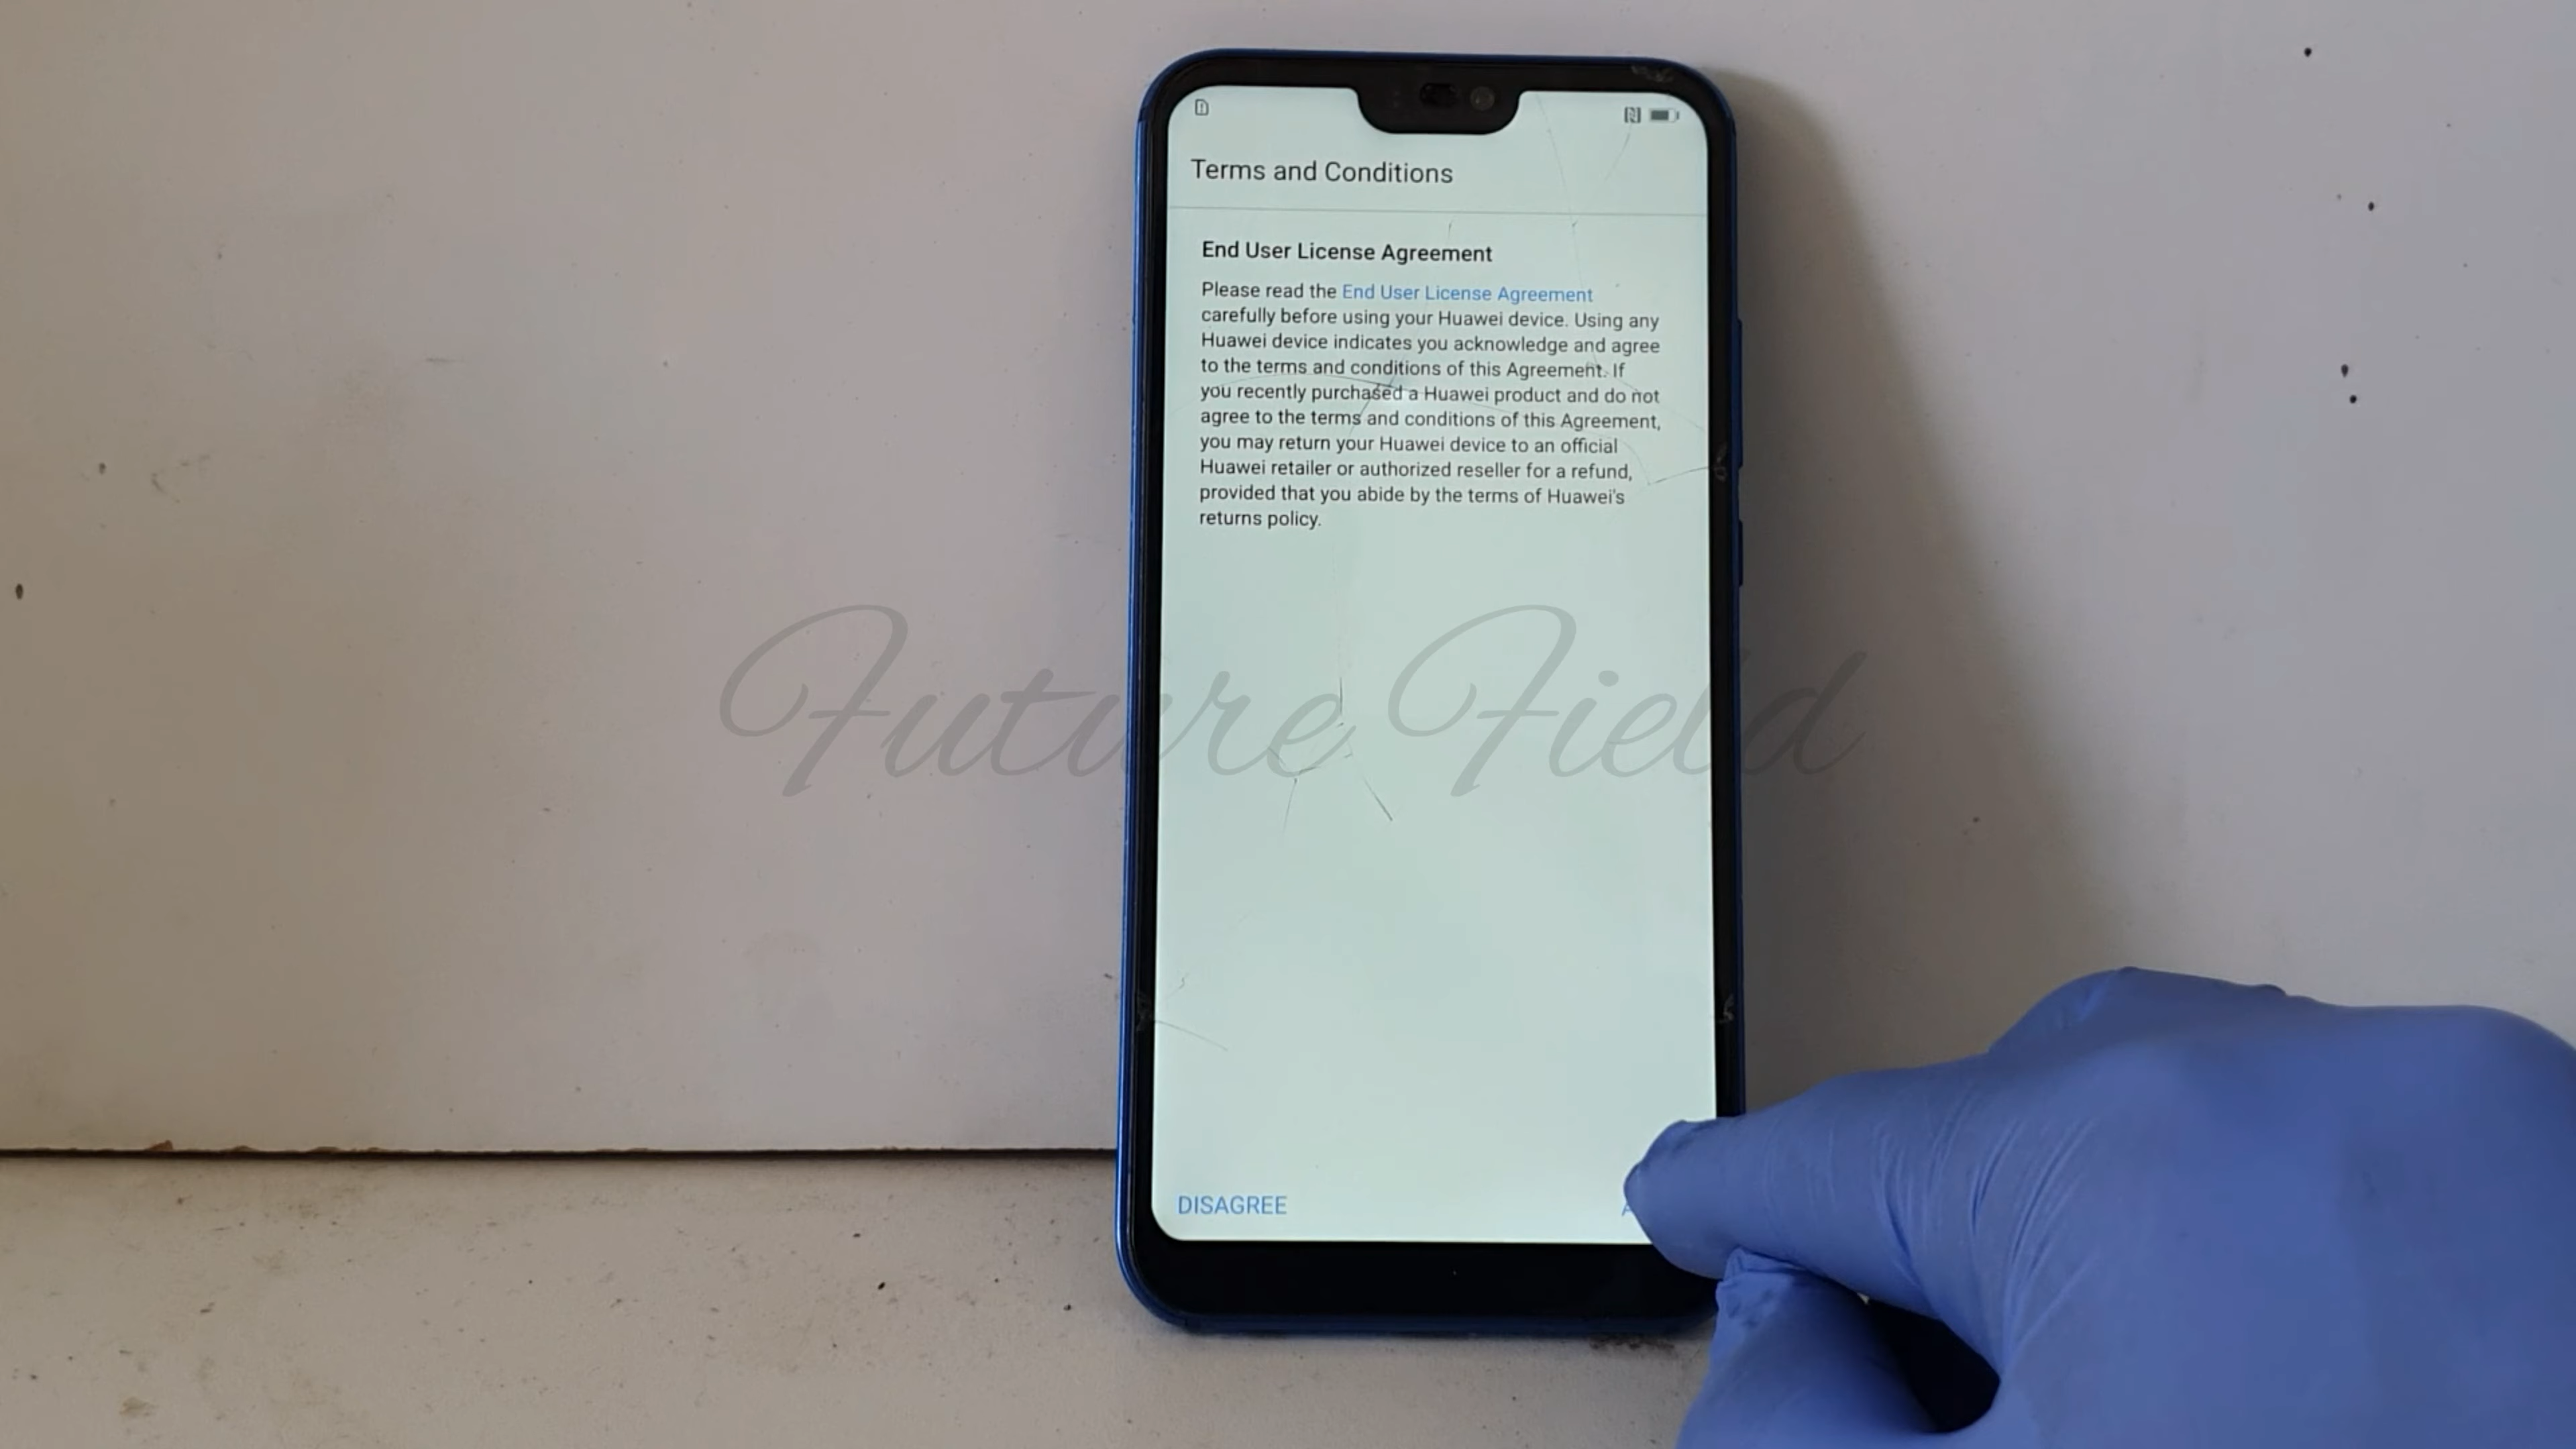 Terms and Conditions
End User License Agreement
Please read the End User License Agreement
carefully before using your Huawei device. Using any
Huawei device indicates you acknowledge and agree
to the terms and conditions of this Agreement. If
you recently purchased a Huawei product and do not
agree to the terms and conditions of this Agreement,
you may return your Huawei device to an official
Huawei retailer or authorized reseller for a refund,
provided that you abide by the terms of Huawei's
returns policy.
Future Field
DISAGREE